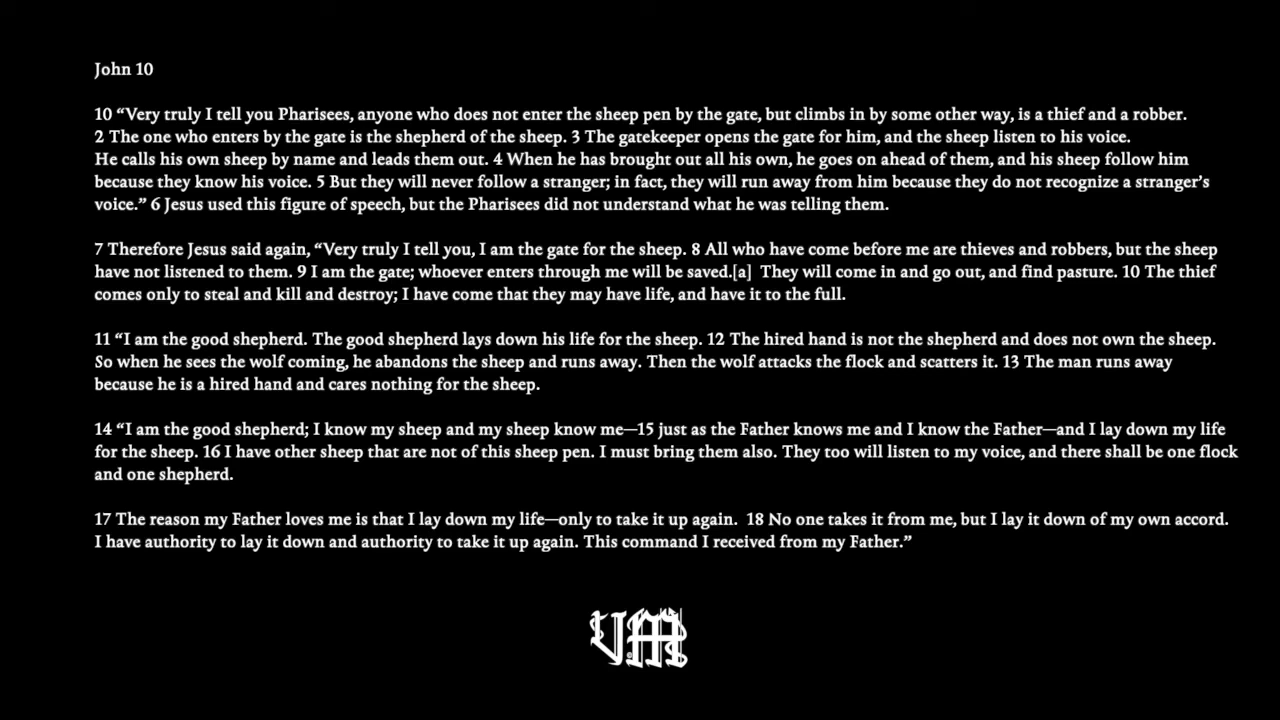 John 10
10 “Very truly I tell you Pharisees, anyone who does not enter the sheep pen by the gate, but climbs in by some other way, is a thief and a robber.
2 The one who enters by the gate is the shepherd of the sheep. 3 The gatekeeper opens the gate for him, and the sheep listen to his voice.
He calls his own sheep by name and leads them out. 4 When he has brought out all his own, he goes on ahead of them, and his sheep follow him
because they know his voice. 5 But they will never follow a stranger; in fact, they will run away from him because they do not recognize a stranger’s
voice.” 6 Jesus used this figure of speech, but the Pharisees did not understand what he was telling them.
7 Therefore Jesus said again, “Very truly I tell you, I am the gate for the sheep. 8 All who have come before me are thieves and robbers, but the sheep
have not listened to them. 9 I am the gate; whoever enters through me will be saved.[a] They will come in and go out, and find pasture. 10 The thief
comes only to steal and kill and destroy; I have come that they may have life, and have it to the full.
11 “I am the good shepherd. The good shepherd lays down his life for the sheep. 12 The hired hand is not the shepherd and does not own the sheep.
So when he sees the wolf coming, he abandons the sheep and runs away. Then the wolf attacks the flock and scatters it. 13 The man runs away
because he is a hired hand and cares nothing for the sheep.
14 “I am the good shepherd; I know my sheep and my sheep know me—15 just as the Father knows me and I know the Father—and I lay down my life
for the sheep. 16 I have other sheep that are not of this sheep pen. I must bring them also. They too will listen to my voice, and there shall be one flock
and one shepherd.
17 The reason my Father loves me is that I lay down my life—only to take it up again. 18 No one takes it from me, but I lay it down of my own accord.
I have authority to lay it down and authority to take it up again. This command I received from my Father.”